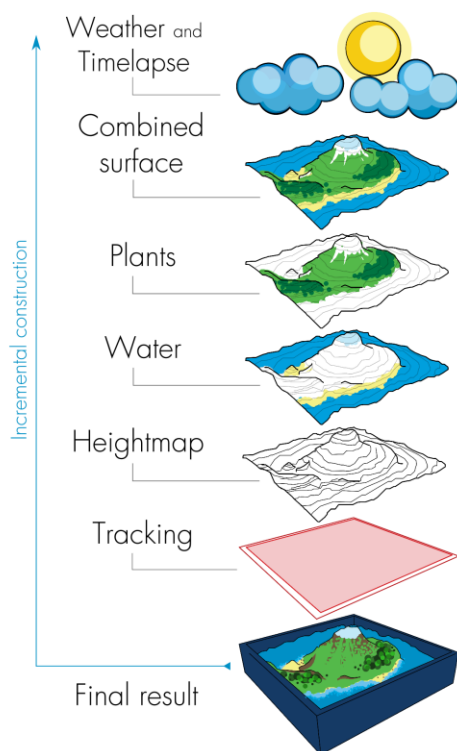 Weather and
Timelapse
Combined
surface
Plants
Water
Heightmap
Tracking
Final result
Incremental construction